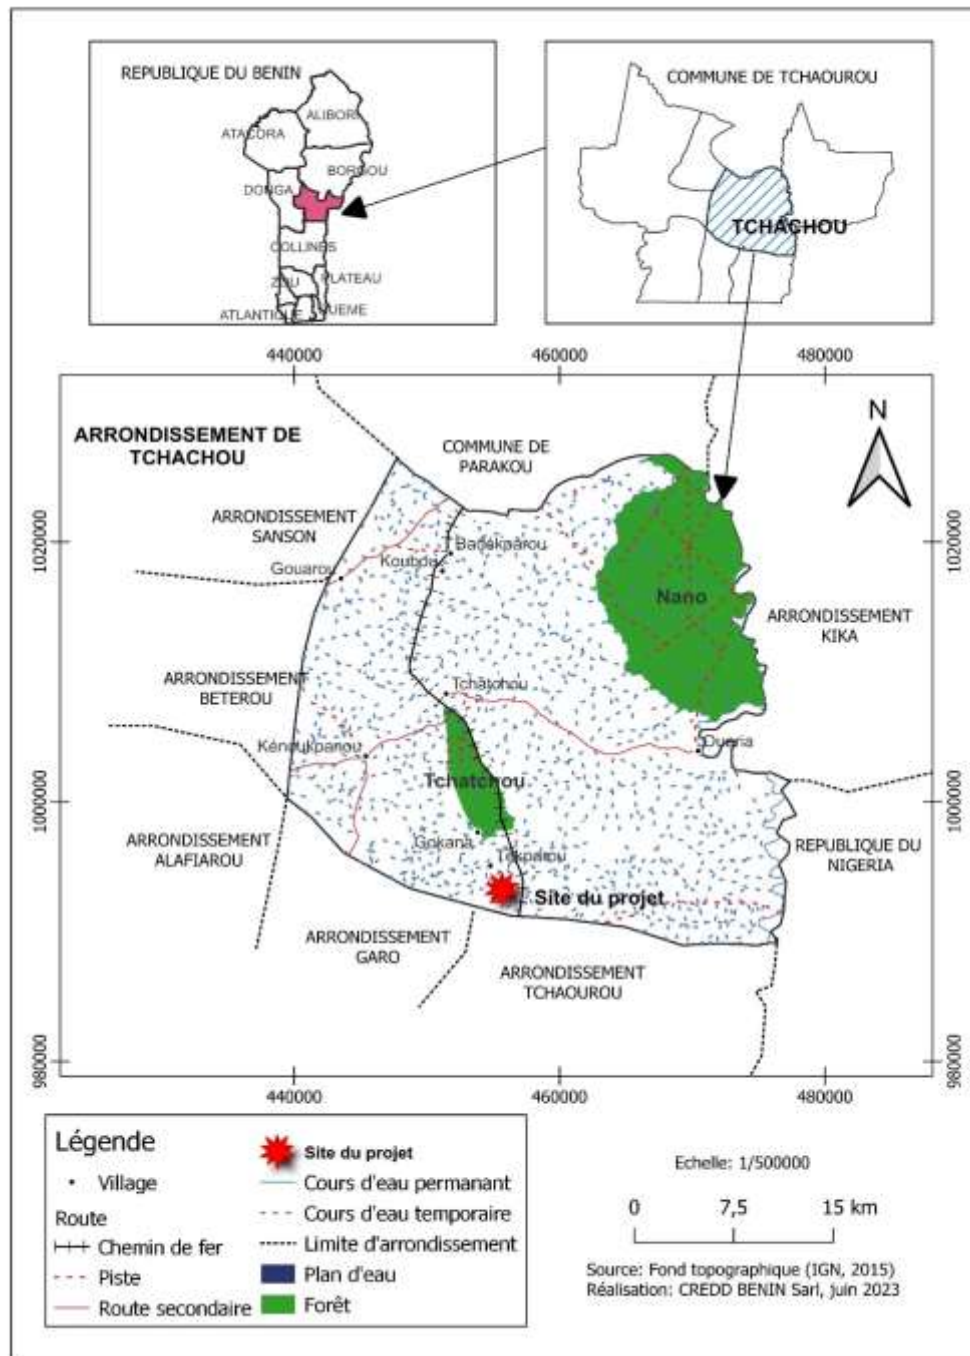 REPUBLIQUE DU BENIN
ALIBORI
ATACORA
BORGOU
DONGA
COLLINES
ZOU
PLATEAU
ATLANTIQUE
OUEME
COMMUNE DE TCHAOUROU
TCHACHOU
440000
460000
480000
ARRONDISSEMENT DE
TCHACHOU
COMMUNE DE
PARAKOU
N
1020000
1020000
ARRONDISSEMENT
SANSON
Gouarou
Nano
ARRONDISSEMENT
KIKA
ARRONDISSEMENT
BETEROU
Tchatchou
1000000
1000000
Tchatchou
ARRONDISSEMENT
ALAFIAROU
Gokana
REPUBLIQUE DU
NIGERIA
Site du projet
ARRONDISSEMENT
GARO
ARRONDISSEMENT
TCHAOUROU
980000
980000
440000
460000
480000
Légende
Village
Route
Chemin de fer
Piste
Route secondaire
Site du projet
Cours d'eau permanant
Cours d'eau temporaire
Limite d'arrondissement
Plan d'eau
Forêt
Echelle: 1/500000
0 7,5 15 km
Source: Fond topographique (IGN, 2015)
Réalisation: CREDD BENIN Sarl, juin 2023